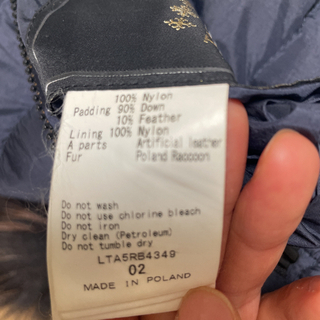 100% Nylon
Padding 90% Down
10% Feather
Lining 100% Nylon
A parts Artificial leather
Fur Poland Raccoon
Do not wash
Do not use chlorine bleach
Do not iron
Dry clean (Petroleum)
Do not tumble dry
LTA5RB4349
02
MADE IN POLAND